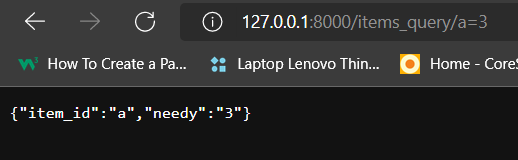 127.0.0.1:8000/items_query/a=3
How To Create a Pa... Laptop Lenovo Thin... Home - CoreS
{"item_id":"a","needy":"3"}